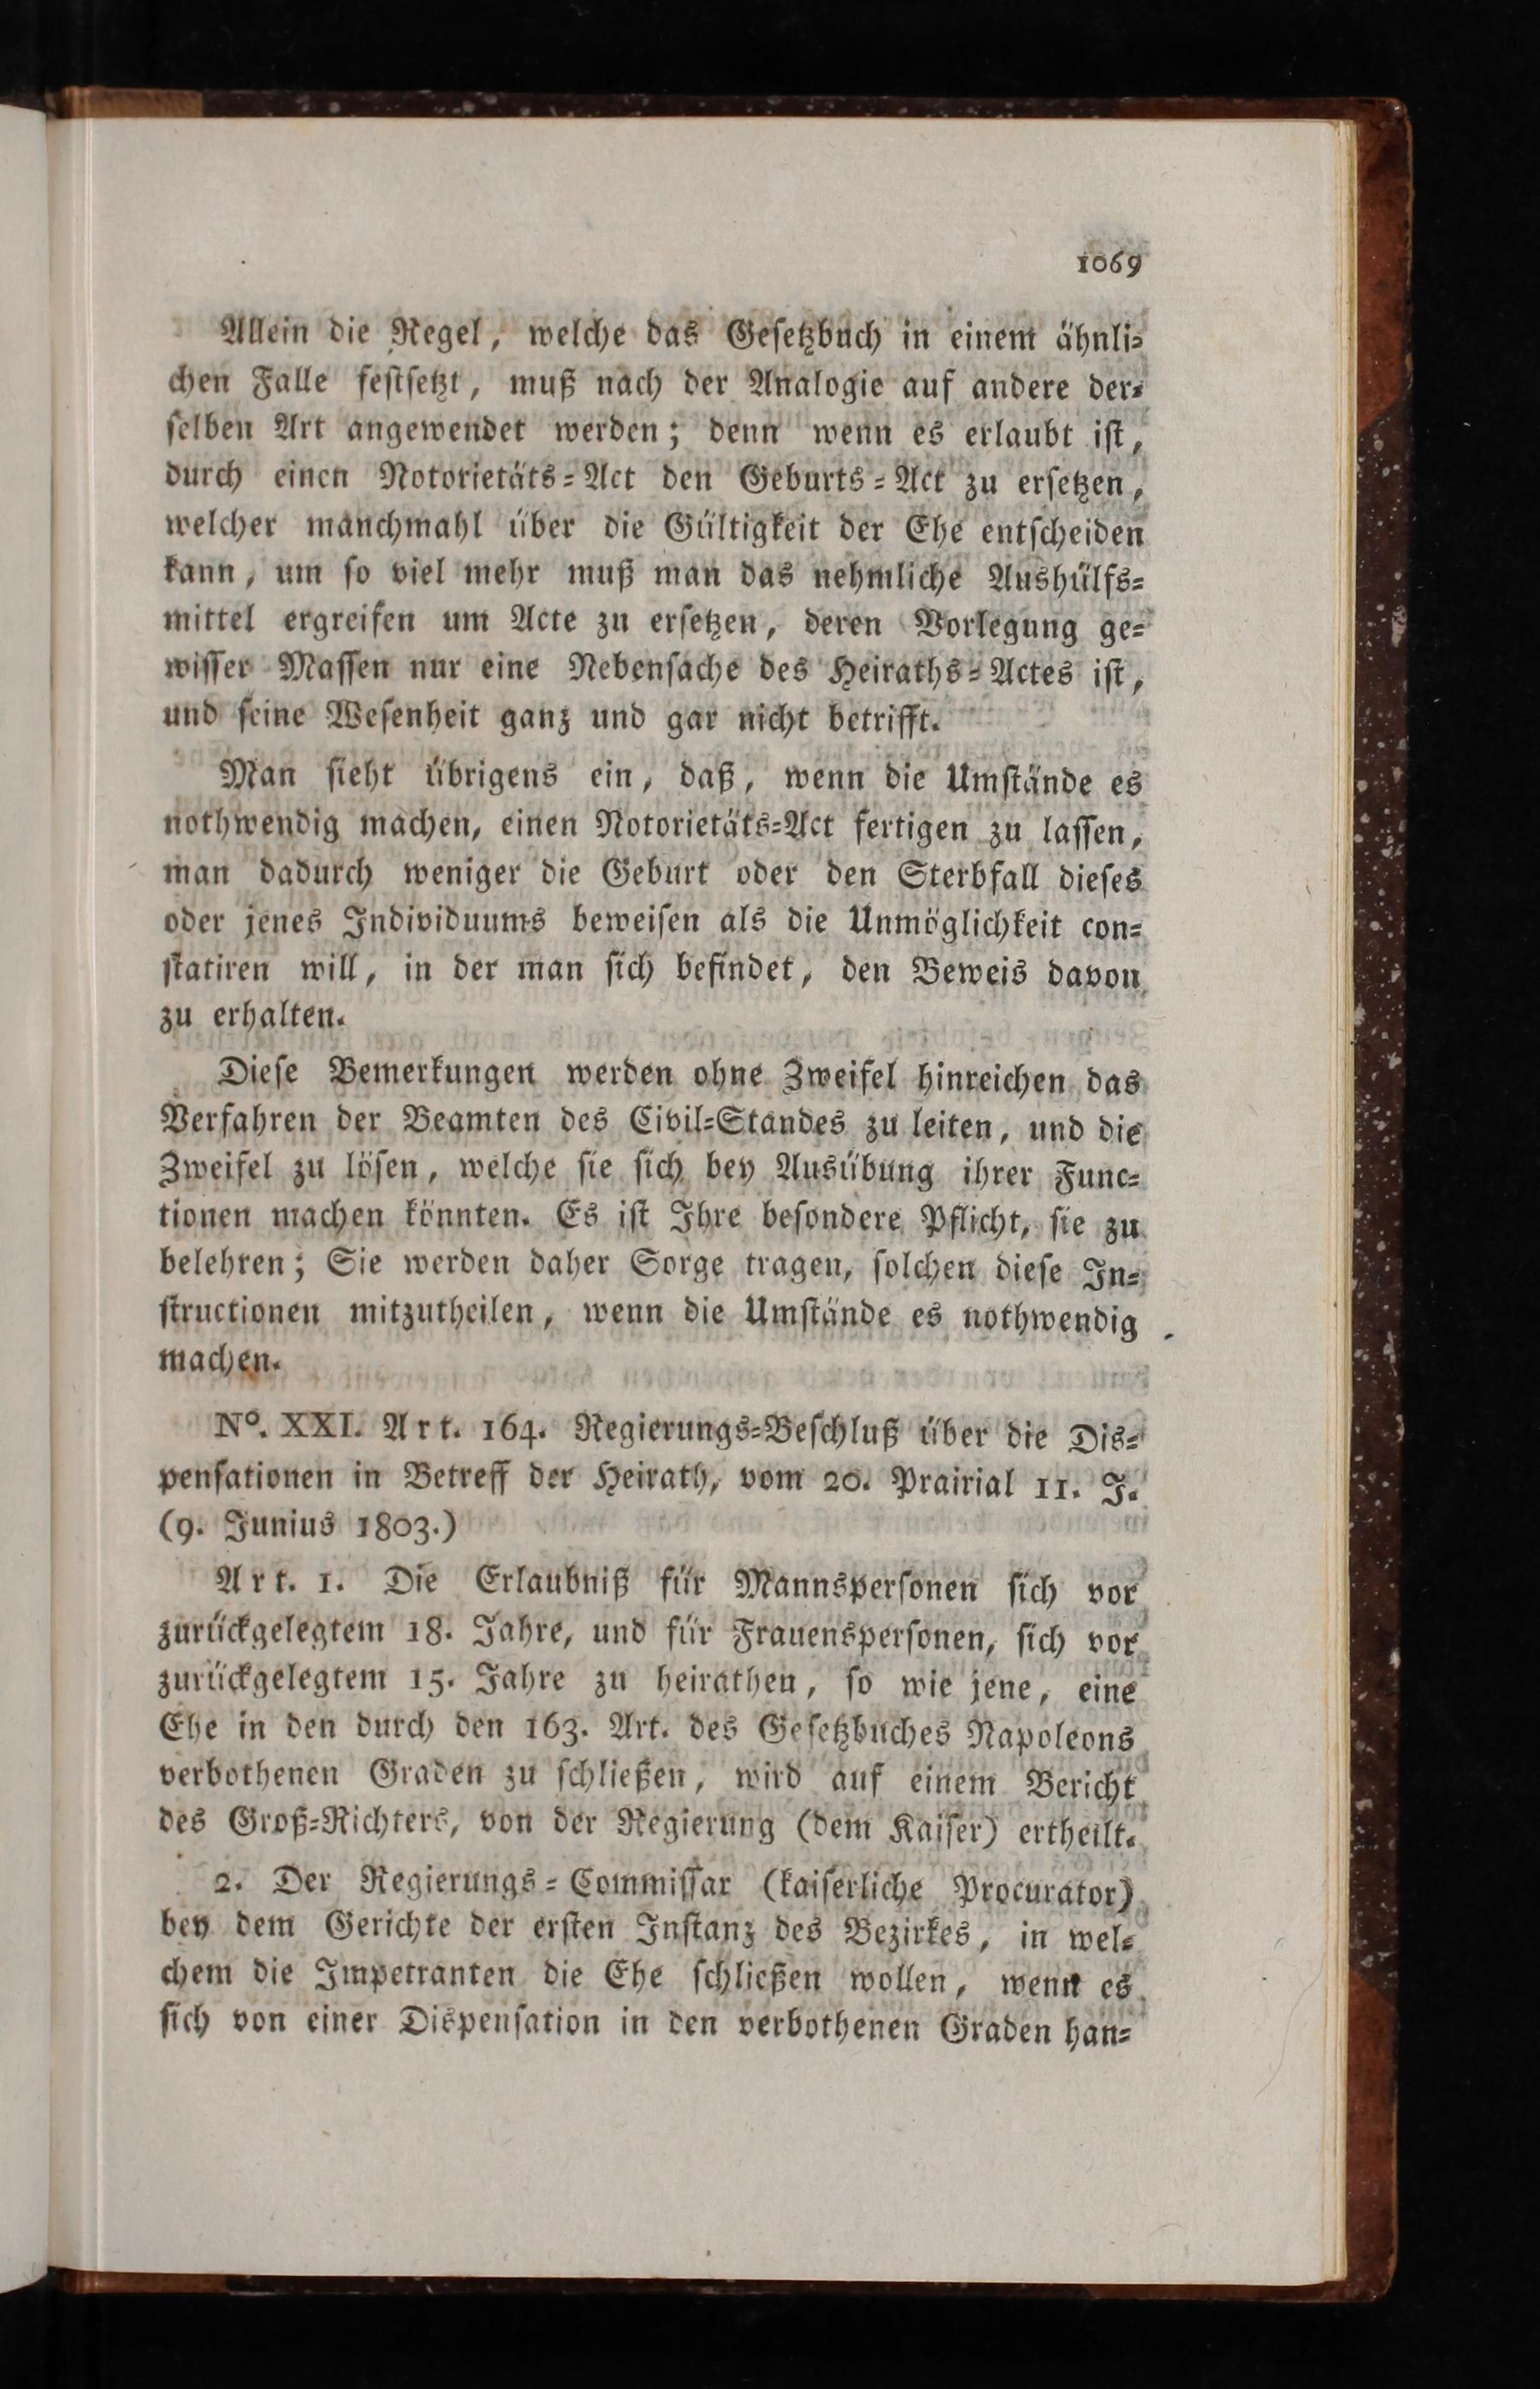 1069
Allein die Regel, welche das Gesetzbuch in einem ähnli-
chen Falle festsetzt, muß nach der Analogie auf andere der-
selben Art angewendet werden; denn wenn es erlaubt ist,
durch einen Notorietäts-Act den Geburts-Act zu ersetzen,
welcher manchmahl über die Gültigkeit der Ehe entscheiden
kann, um so viel mehr muß man das nehmliche Aushülfs-
mittel ergreifen um Acte zu ersetzen, deren Vorlegung ge-
wisser Massen nur eine Nebensache des Heiraths-Actes ist,
und seine Wesenheit ganz und gar nicht betrifft.
Man sieht übrigens ein, daß, wenn die Umstände es
nothwendig machen, einen Notorietäts-Act fertigen zu lassen,
man dadurch weniger die Geburt oder den Sterbfall dieses
oder jenes Individuums beweisen als die Unmöglichkeit con-
statiren will, in der man sich befindet, den Beweis davon
zu erhalten.
Diese Bemerkungen werden ohne Zweifel hinreichen das
Verfahren der Beamten des Civil-Standes zu leiten, und die
Zweifel zu lösen, welche sie sich bey Ausübung ihrer Func-
tionen machen könnten. Es ist Ihre besondere Pflicht, sie zu
belehren; Sie werden daher Sorge tragen, solchen diese In-
structionen mitzutheilen, wenn die Umstände es nothwendig
machen.
Nº. XXI. Art. 164. Regierungs-Beschluß über die Dis-
pensationen in Betreff der Heirath, vom 20. Prairial 11. J.
(9. Junius 1803.)
Art. 1. Die Erlaubniß für Mannspersonen sich vor
zurückgelegtem 18. Jahre, und für Frauenspersonen, sich vor
zurückgelegtem 15. Jahre zu heirathen, so wie jene, eine
Ehe in den durch den 163. Art. des Gesetzbuches Napoleons
verbothenen Graden zu schließen, wird auf einem Bericht
des Groß-Richters, von der Regierung (dem Kaiser) ertheilt.
2. Der Regierungs-Commissar (kaiserliche Procurator)
bey dem Gerichte der ersten Instanz des Bezirkes, in wel-
chem die Impetranten die Ehe schließen wollen, wenn es
sich von einer Dispensation in den verbothenen Graden han-